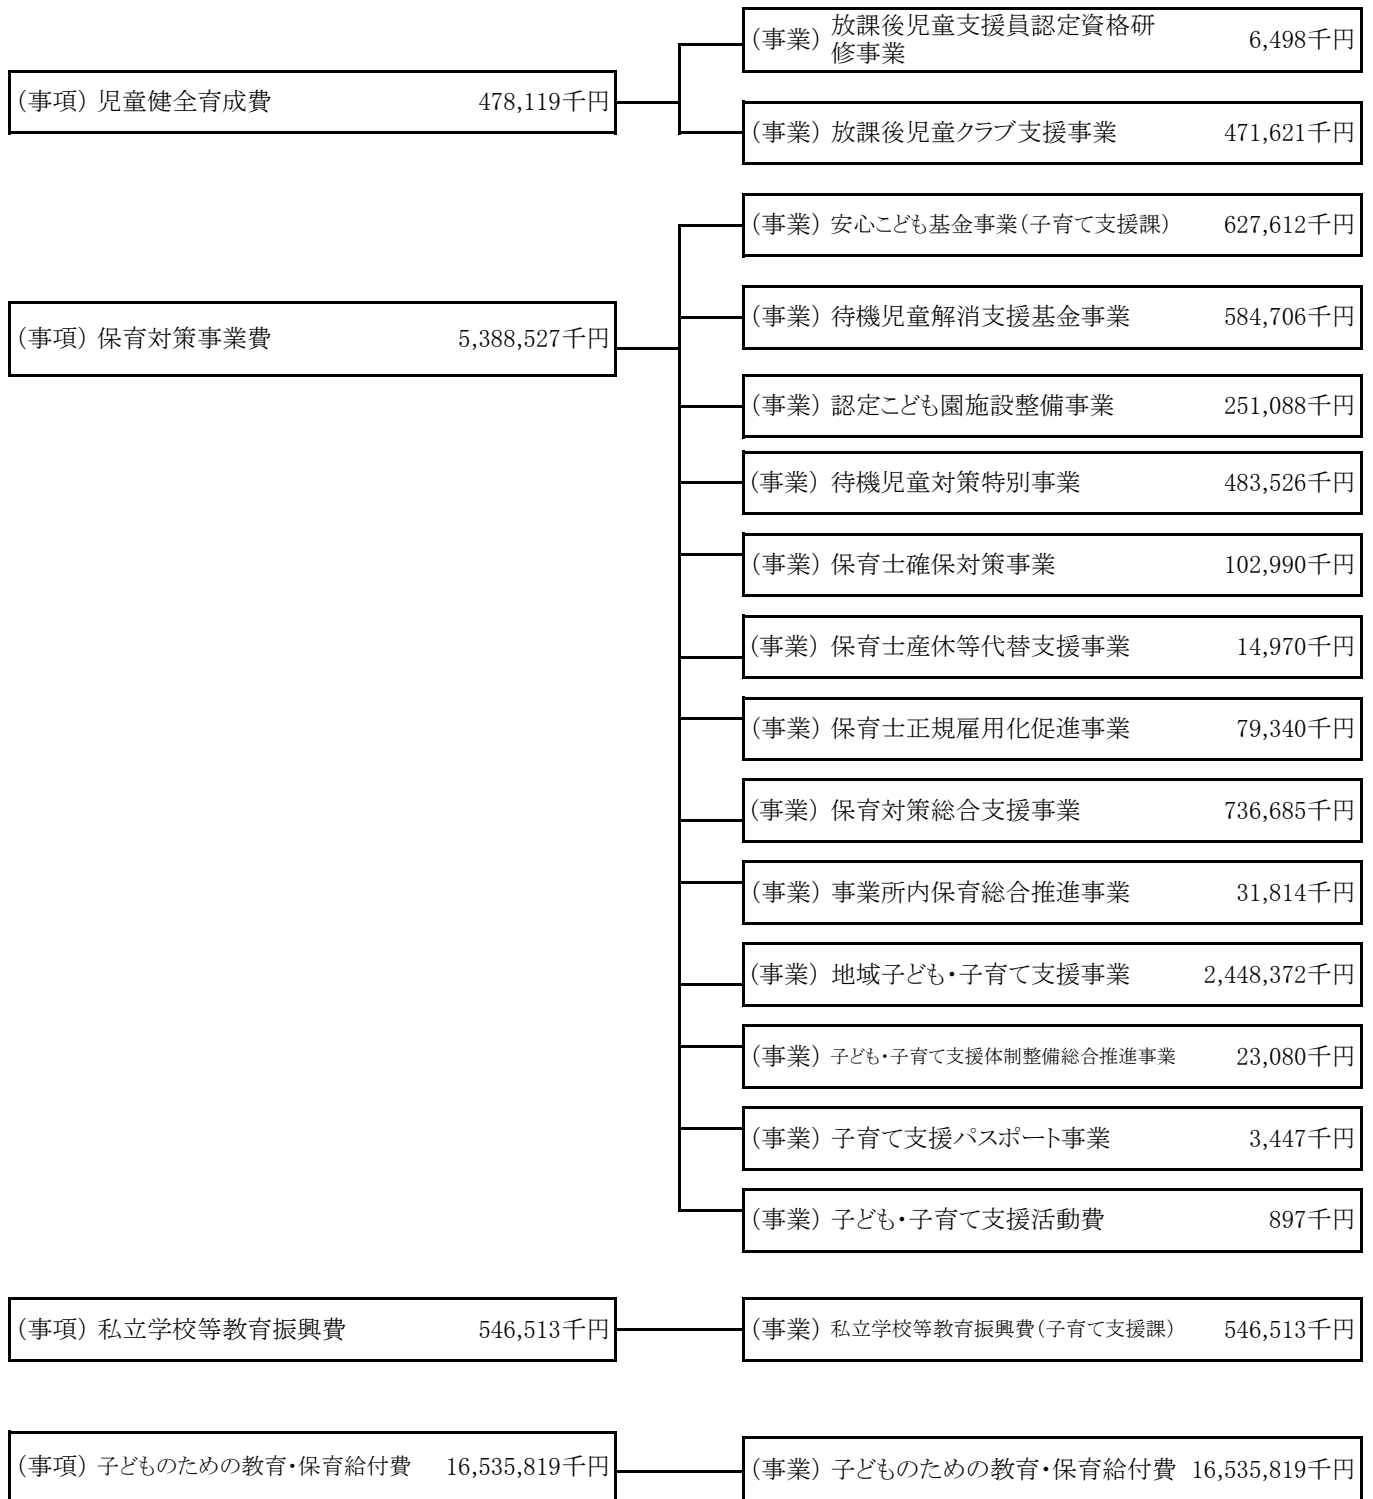 (事項) 児童健全育成費 478,119千円
(事業) 放課後児童支援員認定資格研
修事業 6,498千円
(事業) 放課後児童クラブ支援事業 471,621千円
(事項) 保育対策事業費 5,388,527千円
(事業) 安心こども基金事業(子育て支援課) 627,612千円
(事業) 待機児童解消支援基金事業 584,706千円
(事業) 認定こども園施設整備事業 251,088千円
(事業) 待機児童対策特別事業 483,526千円
(事業) 保育士確保対策事業 102,990千円
(事業) 保育士産休等代替支援事業 14,970千円
(事業) 保育士正規雇用化促進事業 79,340千円
(事業) 保育対策総合支援事業 736,685千円
(事業) 事業所内保育総合推進事業 31,814千円
(事業) 地域子ども・子育て支援事業 2,448,372千円
(事業) 子ども・子育て支援体制整備総合推進事業 23,080千円
(事業) 子育て支援パスポート事業 3,447千円
(事業) 子ども・子育て支援活動費 897千円
(事項) 私立学校等教育振興費 546,513千円
(事業) 私立学校等教育振興費(子育て支援課) 546,513千円
(事項) 子どものための教育・保育給付費 16,535,819千円
(事業) 子どものための教育・保育給付費 16,535,819千円